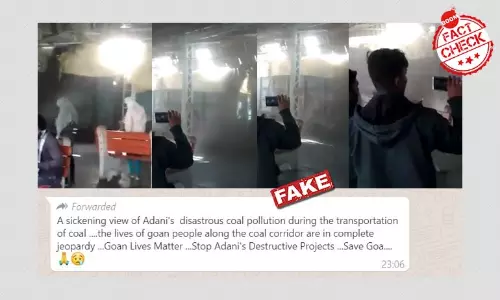 BOOM
FACT
CHECK
FAKE
Forwarded
A sickening view of Adani's disastrous coal pollution during the transportation
of coal ....the lives of goan people along the coal corridor are in complete
jeopardy ...Goan Lives Matter ...Stop Adani's Destructive Projects ...Save Goa....
🙏😢
23:06